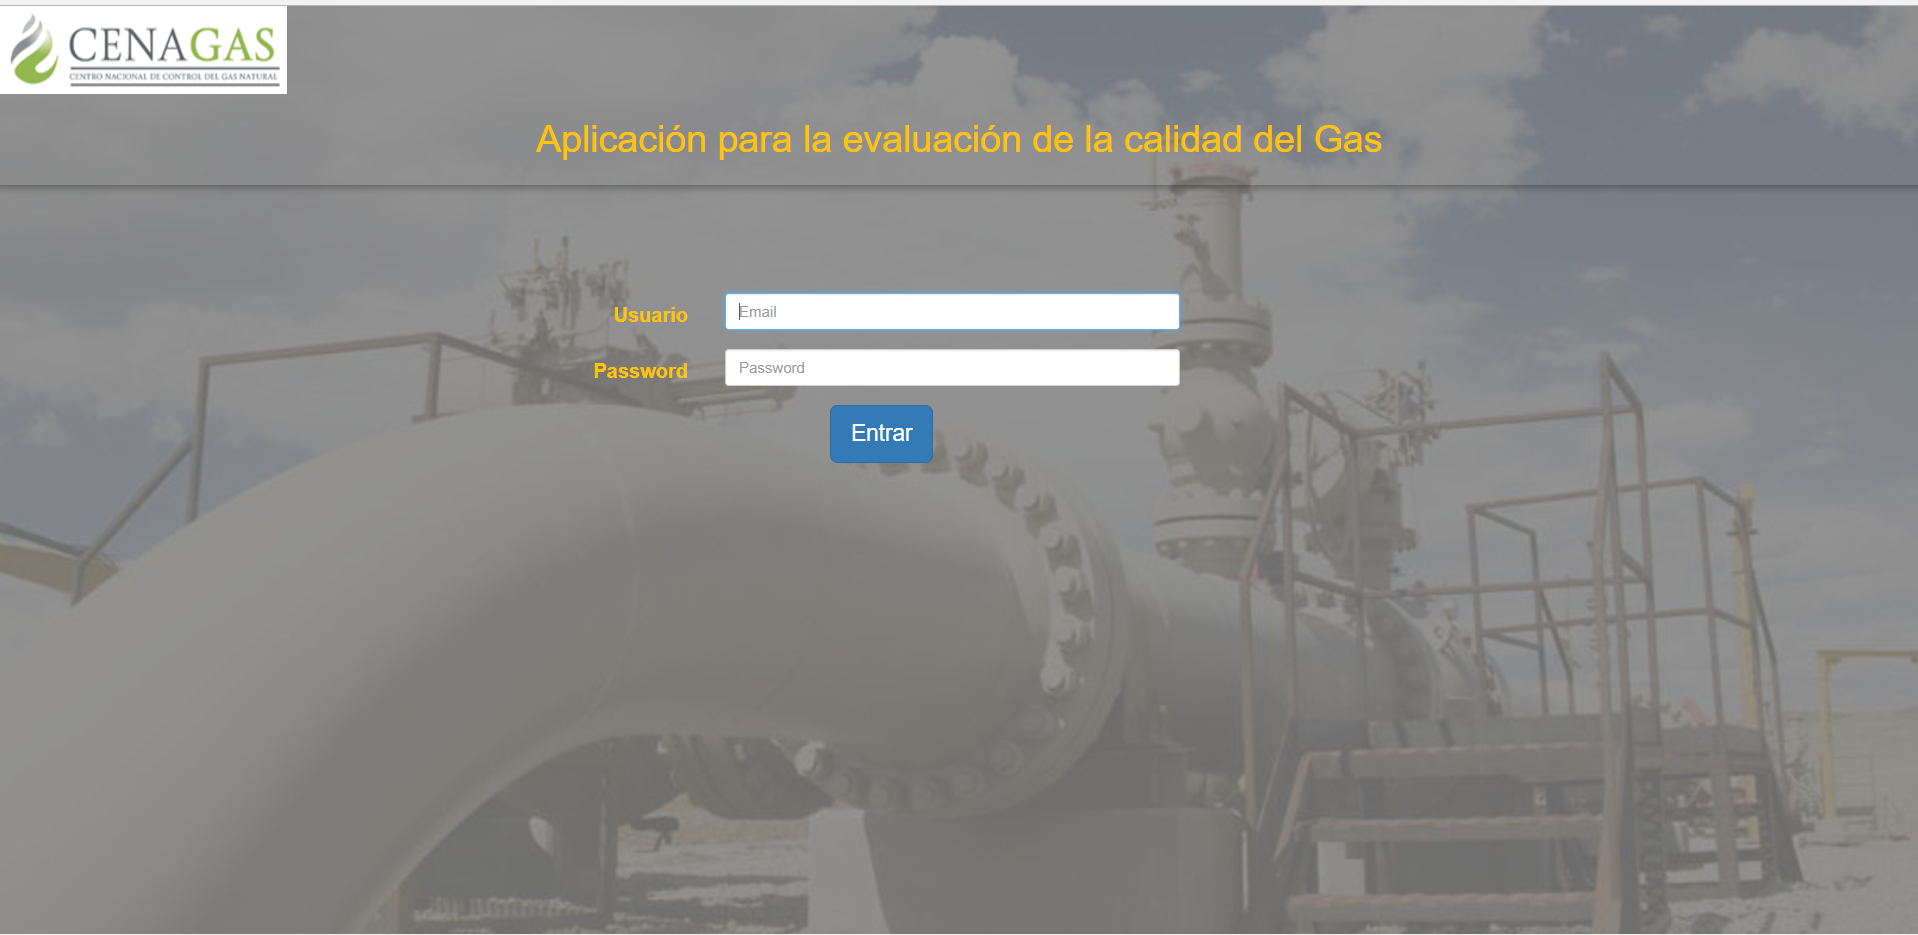 CENAGAS
CENTRO NACIONAL DE CONTROL DEL GAS NATURAL
Aplicación para la evaluación de la calidad del Gas
Usuario
Email
Password
Password
Entrar